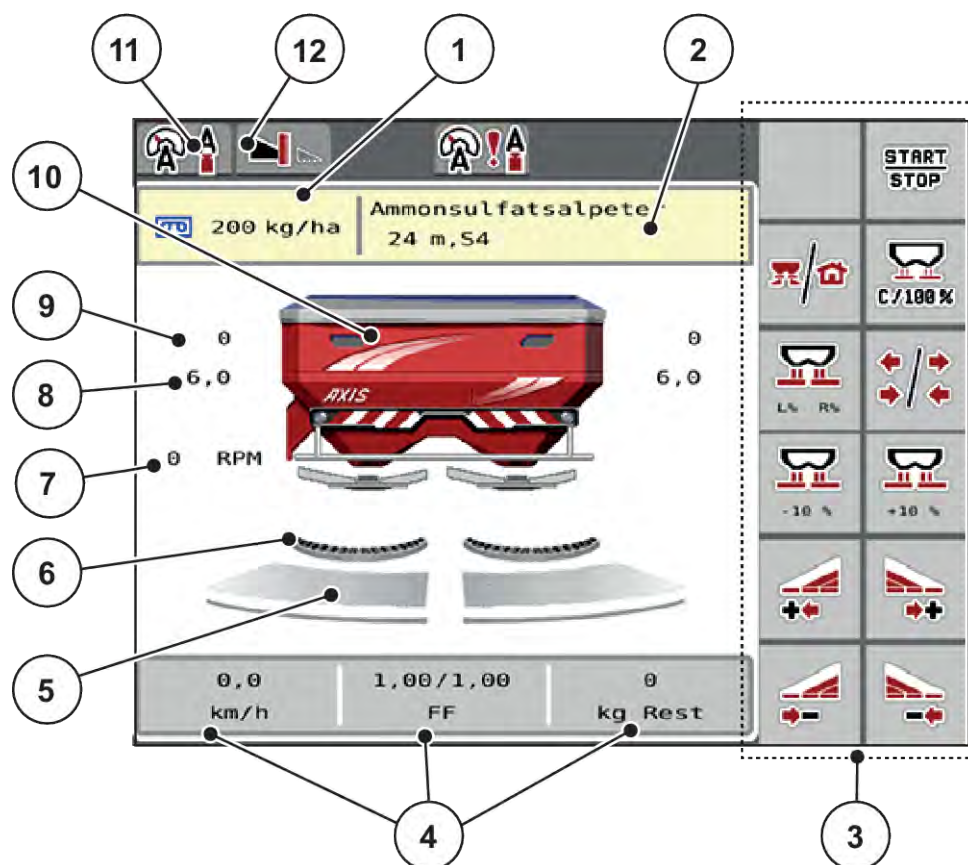 11
12
1
2
START
STOP
A
A
A
A
10
200 kg/ha
Ammonsulfatsalpeter
24 m,S4
C/100 %
9
0
0
8
6,0
6,0
AXIS
L% R%
7
0 RPM
-10 %
+10 %
6
5
0,0
1,00/1,00
0
km/h
FF
kg Rest
4
3